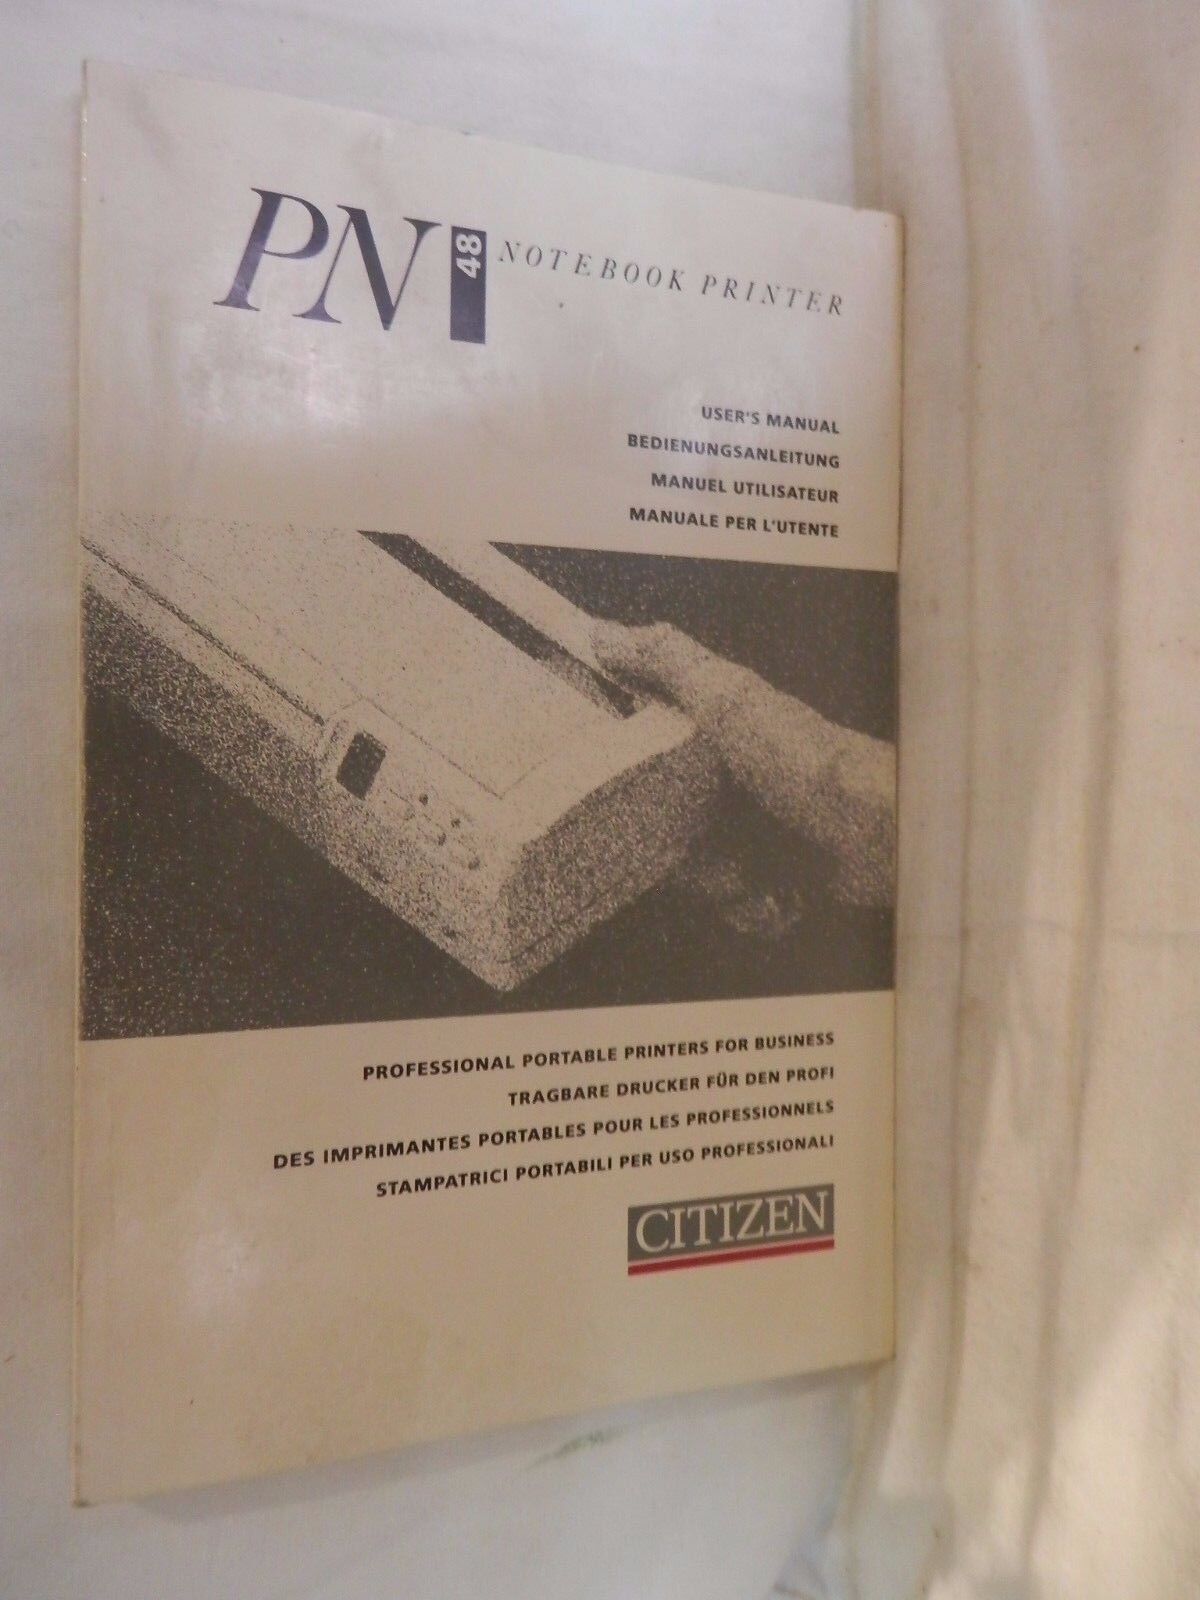 PN 48 NOTEBOOK PRINTER
USER'S MANUAL
BEDIENUNGSANLEITUNG
MANUEL UTILISATEUR
MANUALE PER L'UTENTE
PROFESSIONAL PORTABLE PRINTERS FOR BUSINESS
TRAGBARE DRUCKER FÜR DEN PROFI
DES IMPRIMANTES PORTABLES POUR LES PROFESSIONNELS
STAMPATRICI PORTABILI PER USO PROFESSIONALI
CITIZEN